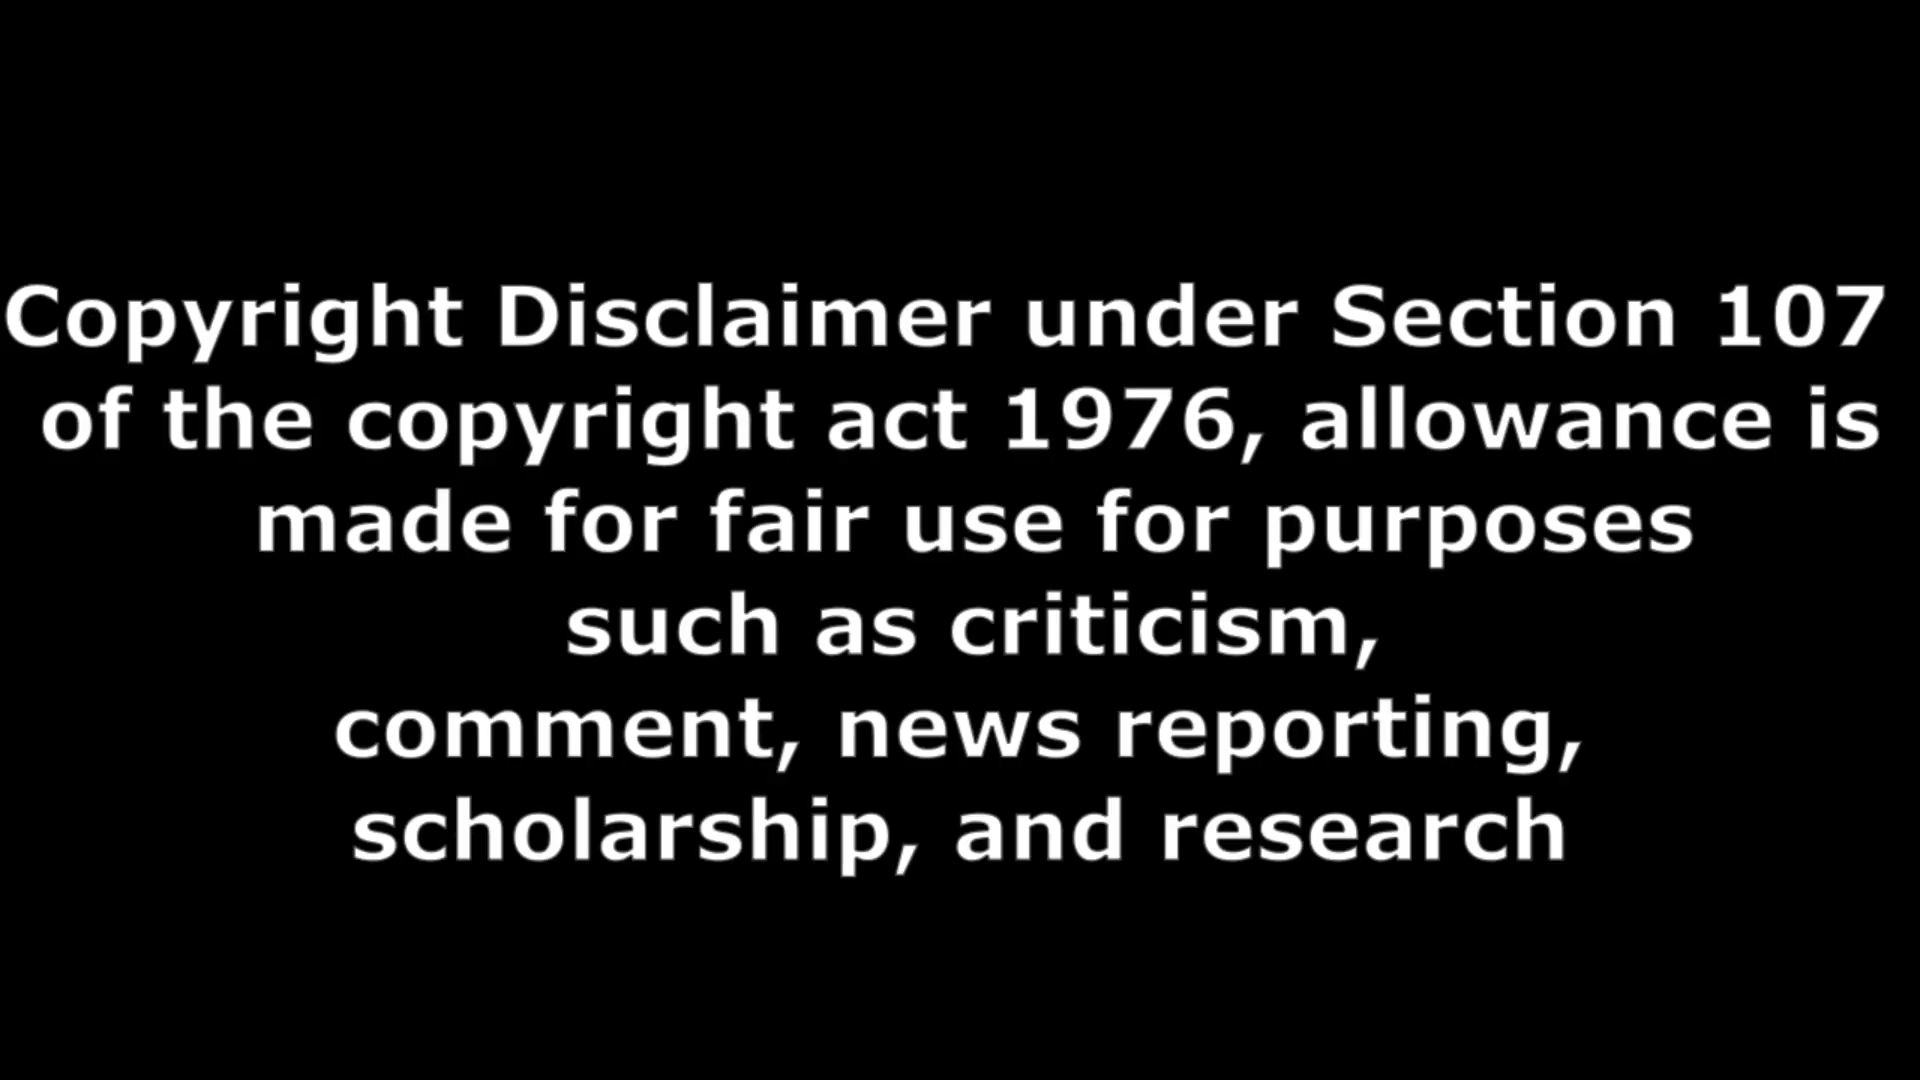 Copyright Disclaimer under Section 107
of the copyright act 1976, allowance is
made for fair use for purposes
such as criticism,
comment, news reporting,
scholarship, and research